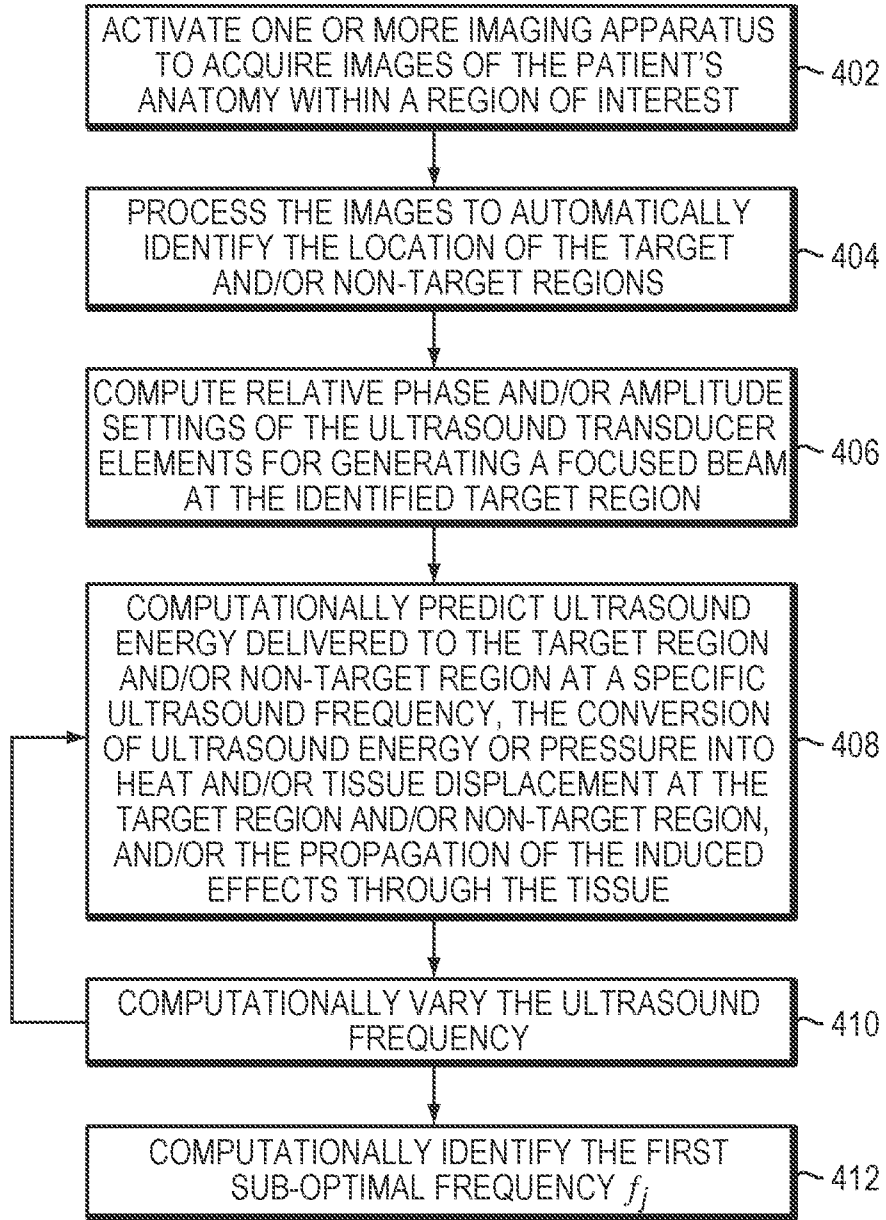 ACTIVATE ONE OR MORE IMAGING APPARATUS
TO ACQUIRE IMAGES OF THE PATIENT'S
ANATOMY WITHIN A REGION OF INTEREST
402
PROCESS THE IMAGES TO AUTOMATICALLY
IDENTIFY THE LOCATION OF THE TARGET
AND/OR NON-TARGET REGIONS
404
COMPUTE RELATIVE PHASE AND/OR AMPLITUDE
SETTINGS OF THE ULTRASOUND TRANSDUCER
ELEMENTS FOR GENERATING A FOCUSED BEAM
AT THE IDENTIFIED TARGET REGION
406
COMPUTATIONALLY PREDICT ULTRASOUND
ENERGY DELIVERED TO THE TARGET REGION
AND/OR NON-TARGET REGION AT A SPECIFIC
ULTRASOUND FREQUENCY, THE CONVERSION
OF ULTRASOUND ENERGY OR PRESSURE INTO
HEAT AND/OR TISSUE DISPLACEMENT AT THE
TARGET REGION AND/OR NON-TARGET REGION,
AND/OR THE PROPAGATION OF THE INDUCED
EFFECTS THROUGH THE TISSUE
408
COMPUTATIONALLY VARY THE ULTRASOUND
FREQUENCY
410
COMPUTATIONALLY IDENTIFY THE FIRST
SUB-OPTIMAL FREQUENCY fj
412